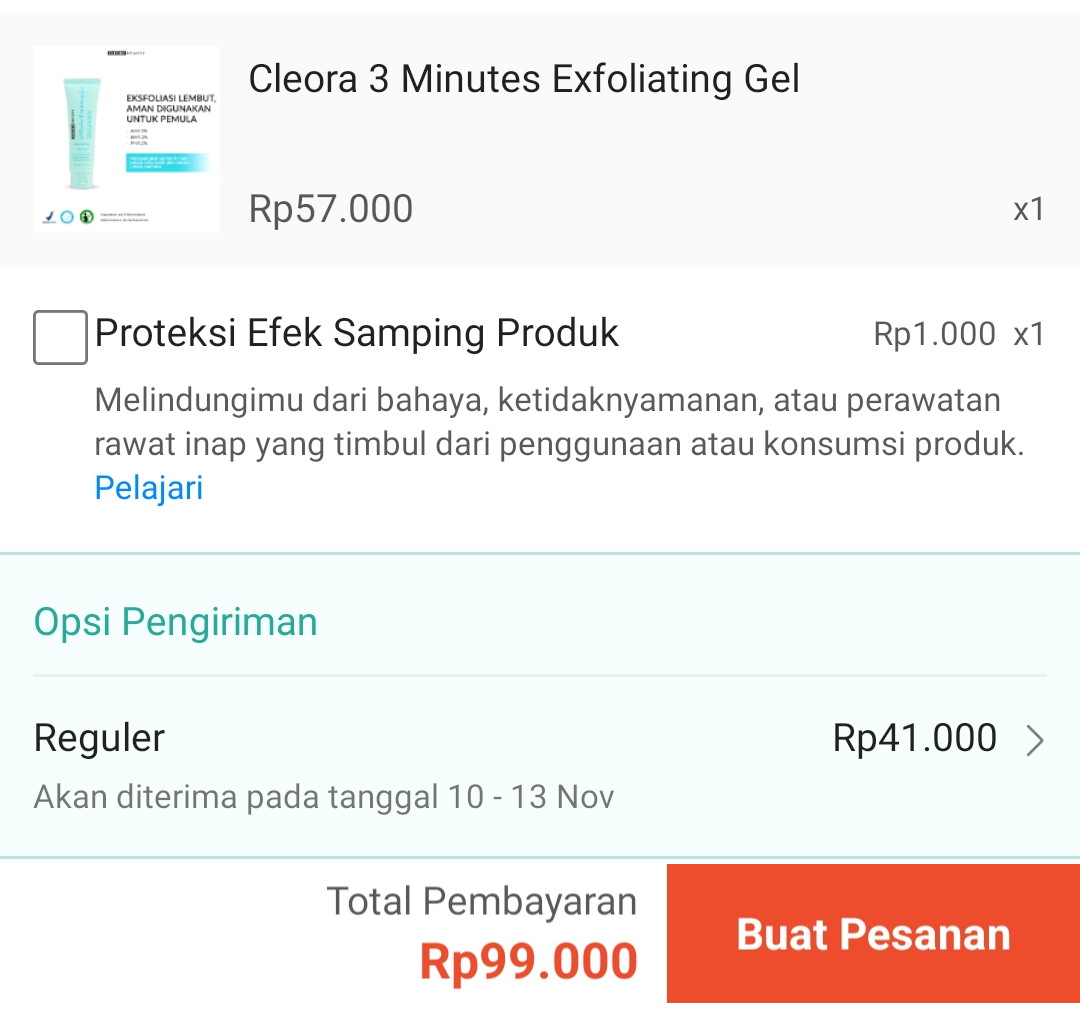 Cleora 3 Minutes Exfoliating Gel
EKSFOLIASI LEMBUT,
AMAN DIGUNAKAN
UNTUK PEMULA
Rp57.000 x1
Proteksi Efek Samping Produk Rp1.000 x1
Melindungimu dari bahaya, ketidaknyamanan, atau perawatan
rawat inap yang timbul dari penggunaan atau konsumsi produk.
Pelajari
Opsi Pengiriman
Reguler Rp41.000
Akan diterima pada tanggal 10 - 13 Nov
Total Pembayaran
Rp99.000
Buat Pesanan